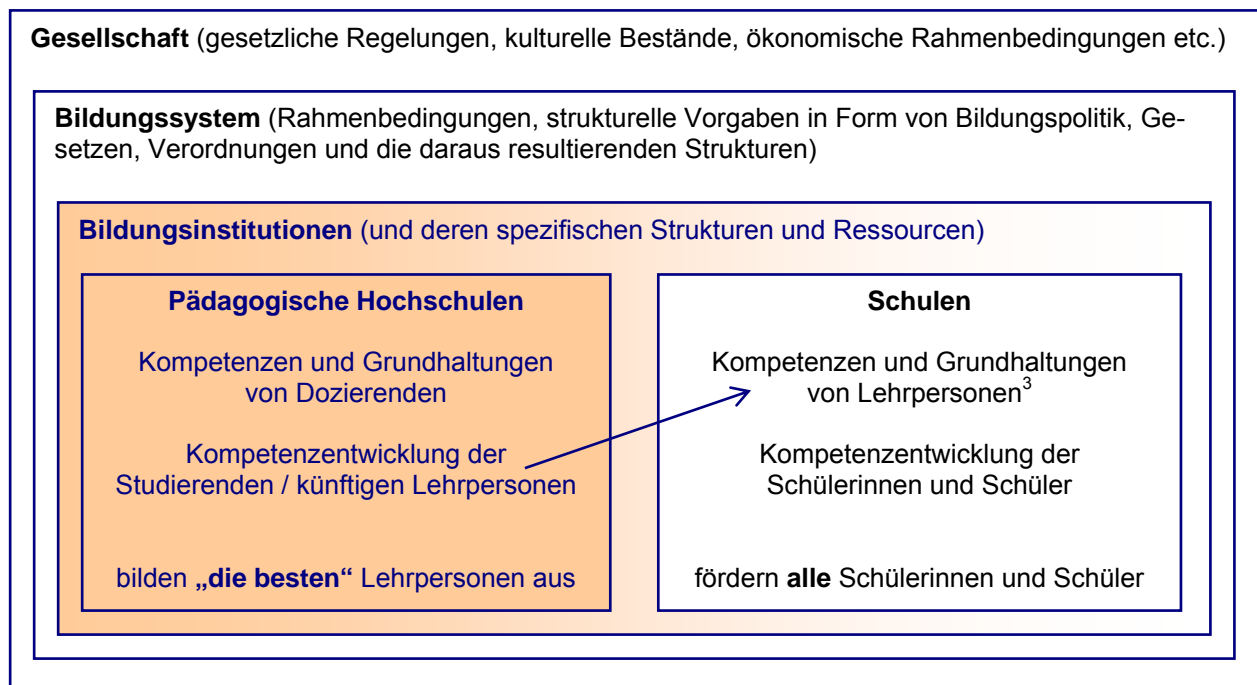 Gesellschaft (gesetzliche Regelungen, kulturelle Bestände, ökonomische Rahmenbedingungen etc.)
Bildungssystem (Rahmenbedingungen, strukturelle Vorgaben in Form von Bildungspolitik, Ge-
setzen, Verordnungen und die daraus resultierenden Strukturen)
Bildungsinstitutionen (und deren spezifischen Strukturen und Ressourcen)
Pädagogische Hochschulen
Kompetenzen und Grundhaltungen
von Dozierenden
Kompetenzentwicklung der
Studierenden / künftigen Lehrpersonen
bilden „die besten“ Lehrpersonen aus
Schulen
Kompetenzen und Grundhaltungen
von Lehrpersonen³
Kompetenzentwicklung der
Schülerinnen und Schüler
fördern alle Schülerinnen und Schüler